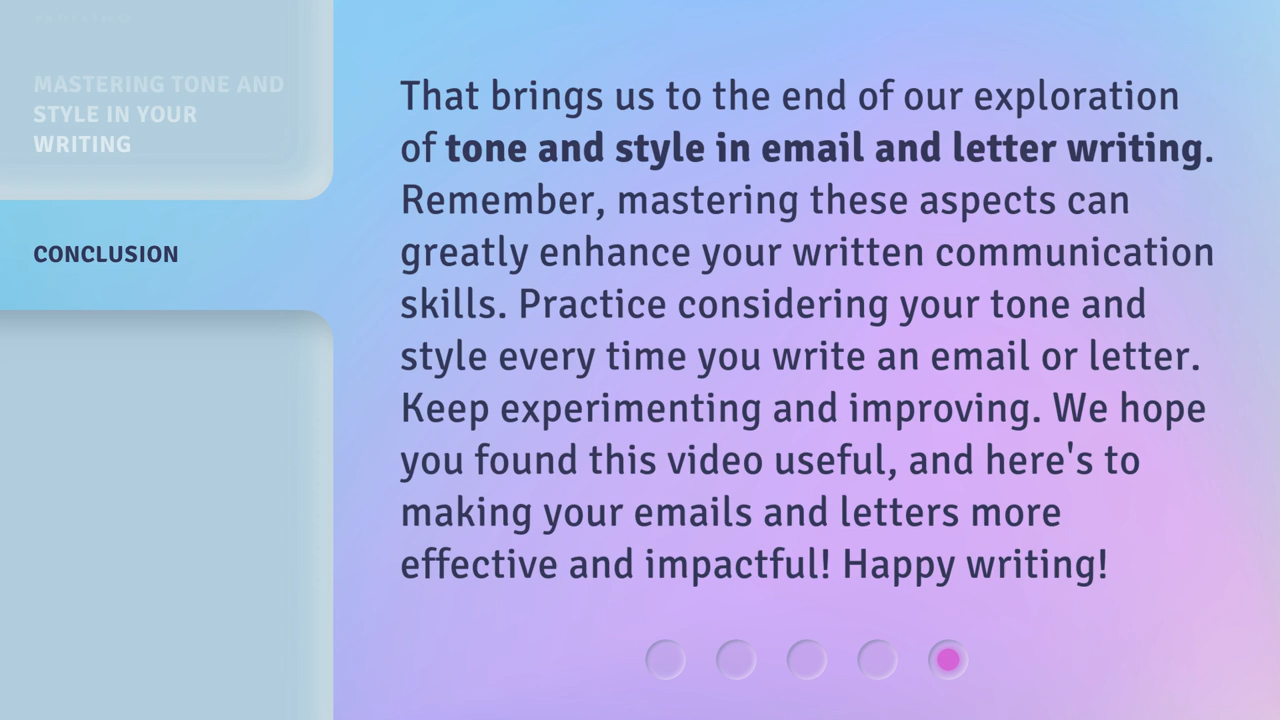 MASTERING TONE AND
STYLE IN YOUR
WRITING
CONCLUSION
That brings us to the end of our exploration
of tone and style in email and letter writing.
Remember, mastering these aspects can
greatly enhance your written communication
skills. Practice considering your tone and
style every time you write an email or letter.
Keep experimenting and improving. We hope
you found this video useful, and here's to
making your emails and letters more
effective and impactful! Happy writing!